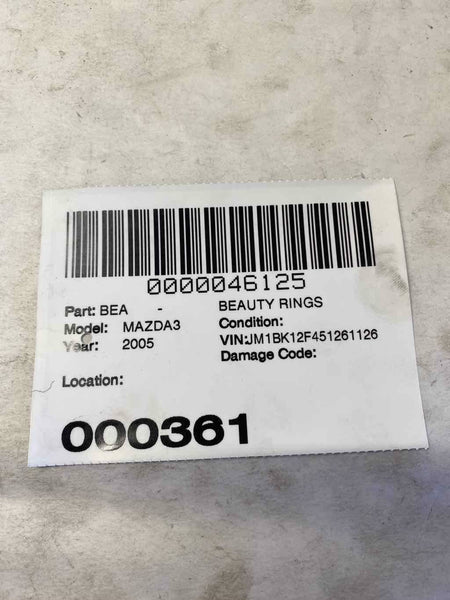 0000046125
Part: BEA - BEAUTY RINGS
Model: MAZDA3 Condition:
Year: 2005 VIN:JM1BK12F451261126
Damage Code:
Location:
000361